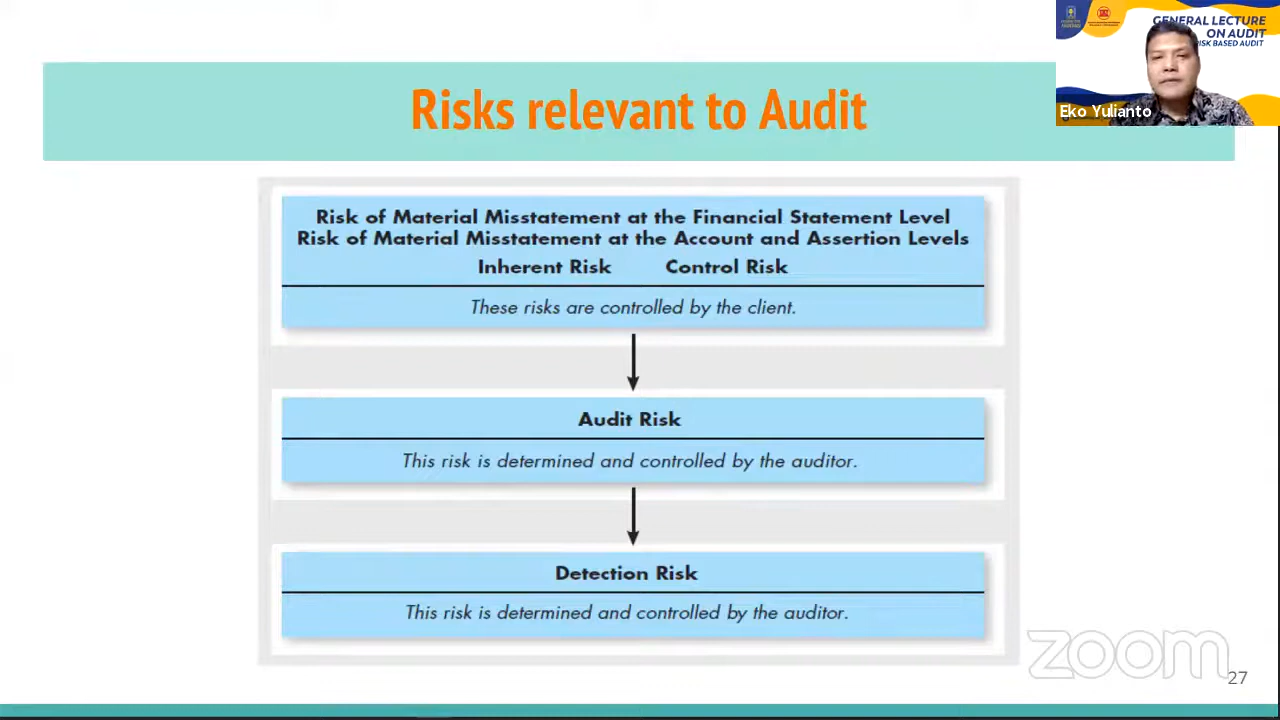 GENERAL LECTURE
ON AUDIT
RISK BASED AUDIT
Eko Yulianto
Risks relevant to Audit
Risk of Material Misstatement at the Financial Statement Level
Risk of Material Misstatement at the Account and Assertion Levels
Inherent Risk Control Risk
These risks are controlled by the client.
Audit Risk
This risk is determined and controlled by the auditor.
Detection Risk
This risk is determined and controlled by the auditor.
zoom
27